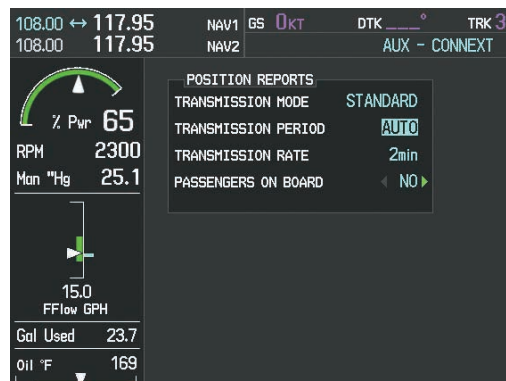 108.00 ↔ 117.95 NAV1 GS 0KT DTK ___° TRK 3
108.00 117.95 NAV2 AUX - CONNEXT
POSITION REPORTS
TRANSMISSION MODE STANDARD
TRANSMISSION PERIOD AUTO
TRANSMISSION RATE 2min
PASSENGERS ON BOARD NO
% Pwr 65
RPM 2300
Man "Hg 25.1
15.0
FFlow GPH
Gal Used 23.7
Oil °F 169